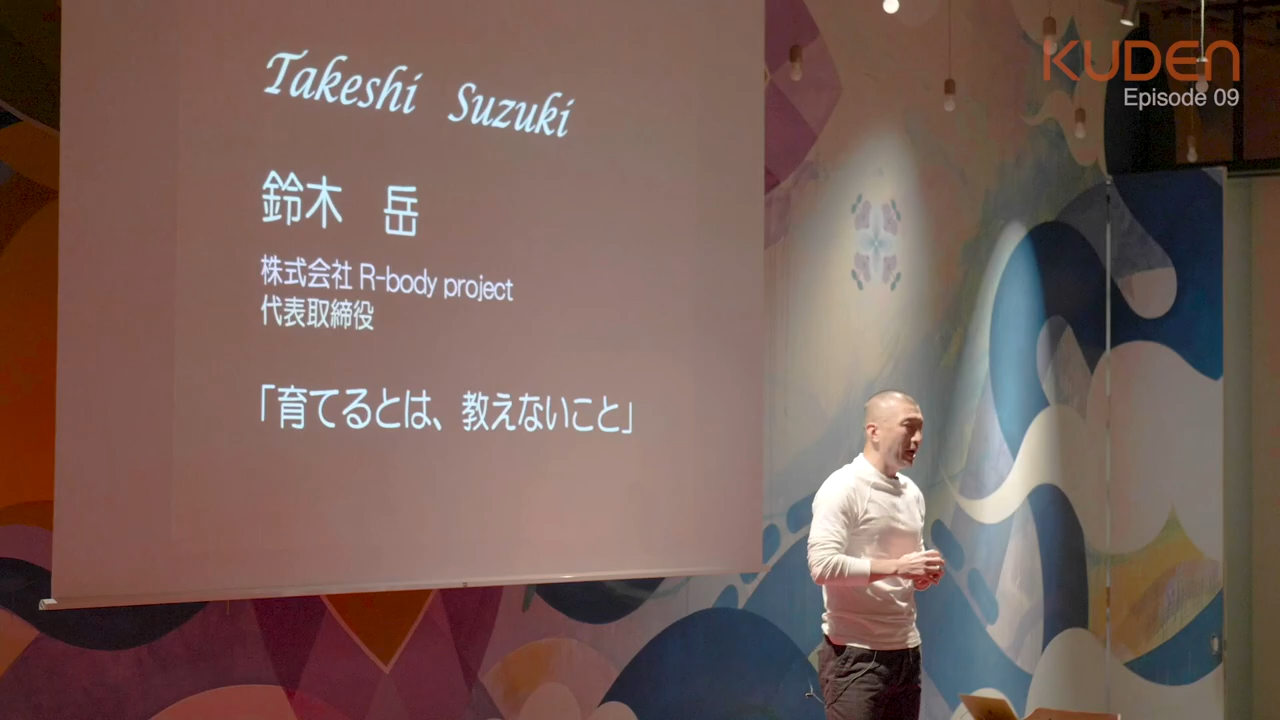 Takeshi Suzuki
鈴木 岳
株式会社 R-body project
代表取締役
「育てるとは、教えないこと」
KUDEN
Episode 09